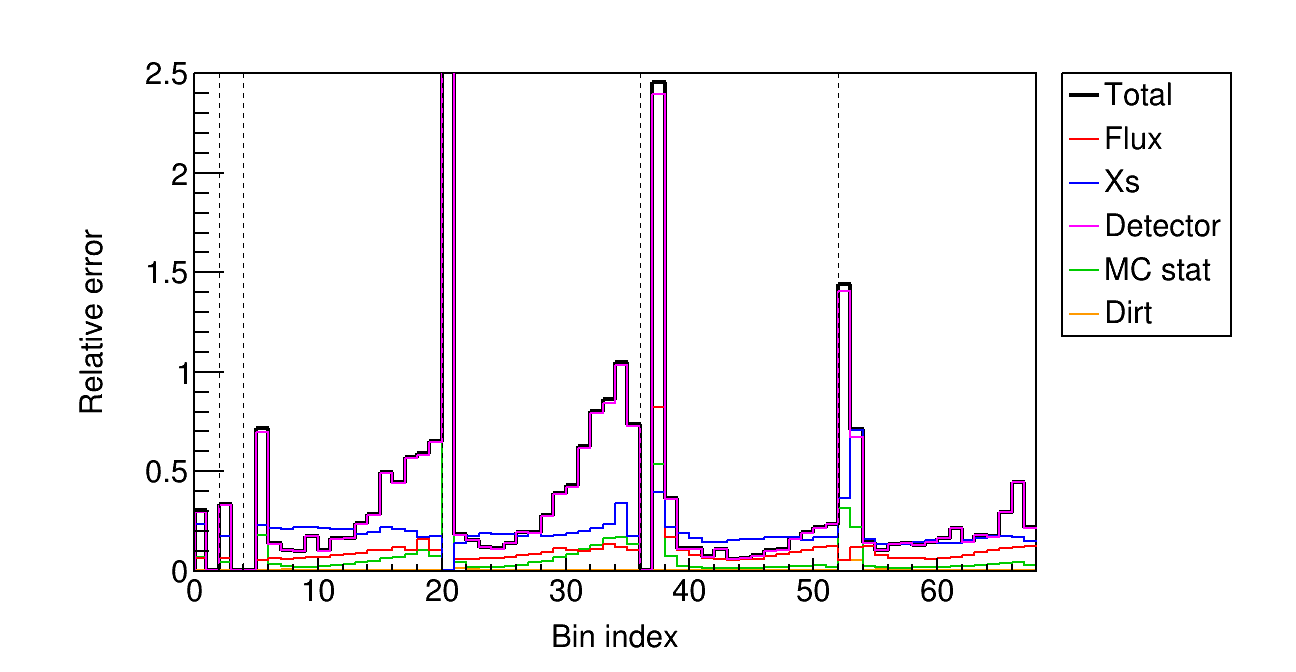 2.5
2
1.5
1
0.5
0
0 10 20 30 40 50 60
Relative error
Bin index
Total
Flux
Xs
Detector
MC stat
Dirt